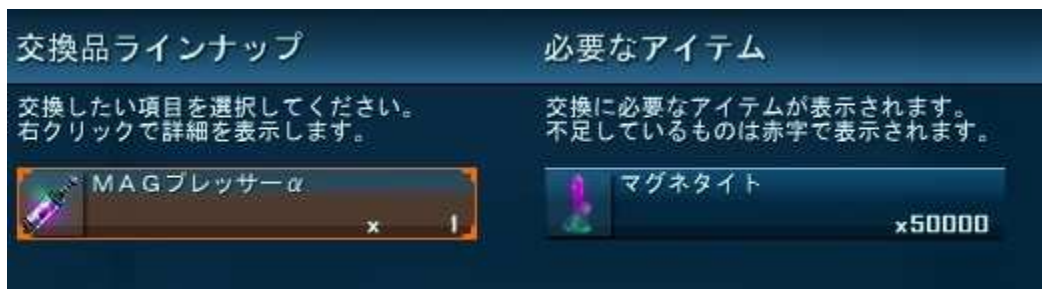 交換品ラインナップ
交換したい項目を選択してください。
右クリックで詳細を表示します。
MAGプレッサーα
x 1
必要なアイテム
交換に必要なアイテムが表示されます。
不足しているものは赤字で表示されます。
マグネタイト
x50000